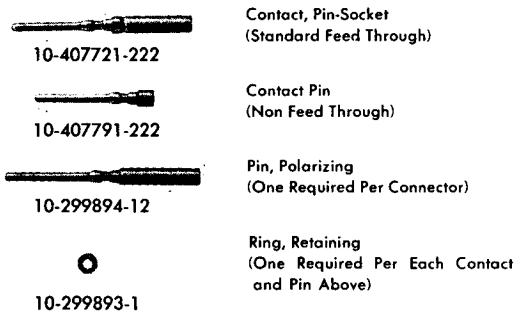 Contact, Pin-Socket
(Standard Feed Through)
10-407721-222
Contact Pin
(Non Feed Through)
10-407791-222
Pin, Polarizing
(One Required Per Connector)
10-299894-12
Ring, Retaining
(One Required Per Each Contact
and Pin Above)
10-299893-1